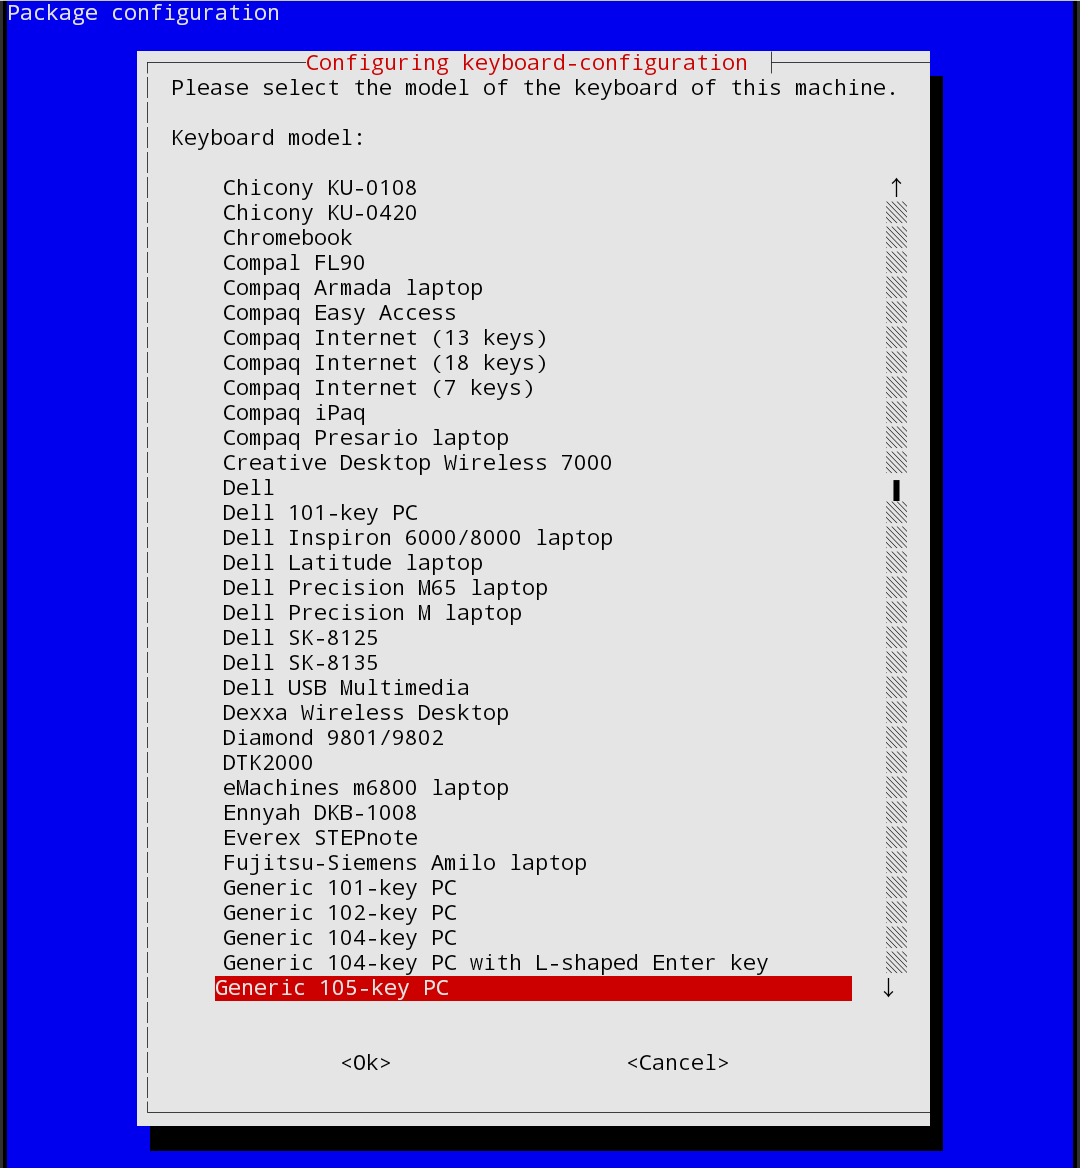 Package configuration
Configuring keyboard-configuration
Please select the model of the keyboard of this machine.
Keyboard model:
Chicony KU-0108
Chicony KU-0420
Chromebook
Compal FL90
Compaq Armada laptop
Compaq Easy Access
Compaq Internet (13 keys)
Compaq Internet (18 keys)
Compaq Internet (7 keys)
Compaq iPaq
Compaq Presario laptop
Creative Desktop Wireless 7000
Dell
Dell 101-key PC
Dell Inspiron 6000/8000 laptop
Dell Latitude laptop
Dell Precision M65 laptop
Dell Precision M laptop
Dell SK-8125
Dell SK-8135
Dell USB Multimedia
Dexxa Wireless Desktop
Diamond 9801/9802
DTK2000
eMachines m6800 laptop
Ennyah DKB-1008
Everex STEPnote
Fujitsu-Siemens Amilo laptop
Generic 101-key PC
Generic 102-key PC
Generic 104-key PC
Generic 104-key PC with L-shaped Enter key
Generic 105-key PC
<Ok> <Cancel>